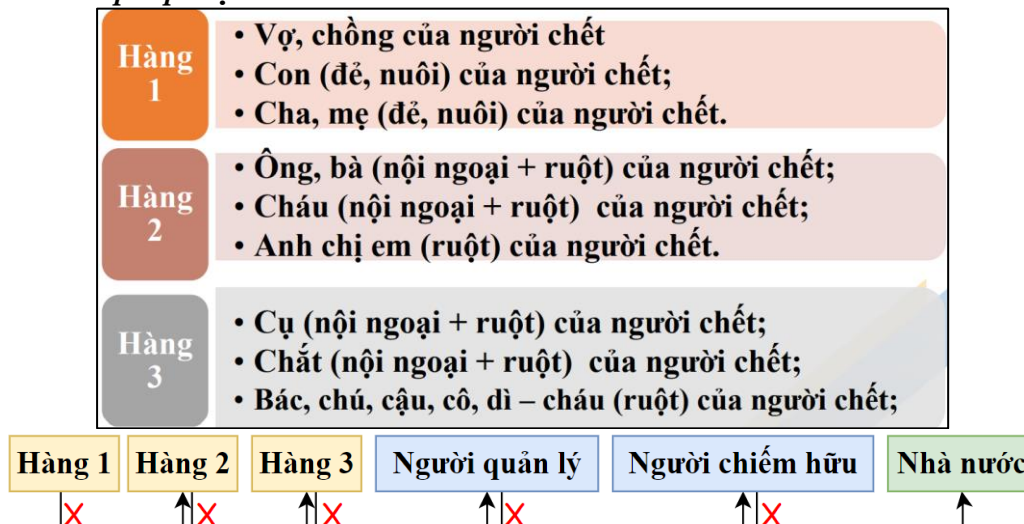 Hàng
1
• Vợ, chồng của người chết
• Con (đẻ, nuôi) của người chết;
• Cha, mẹ (đẻ, nuôi) của người chết.
Hàng
2
• Ông, bà (nội ngoại + ruột) của người chết;
• Cháu (nội ngoại + ruột) của người chết;
• Anh chị em (ruột) của người chết.
Hàng
3
• Cụ (nội ngoại + ruột) của người chết;
• Chắt (nội ngoại + ruột) của người chết;
• Bác, chú, cậu, cô, dì – cháu (ruột) của người chết;
Hàng 1 Hàng 2 Hàng 3 Người quản lý Người chiếm hữu Nhà nước
X X X X X